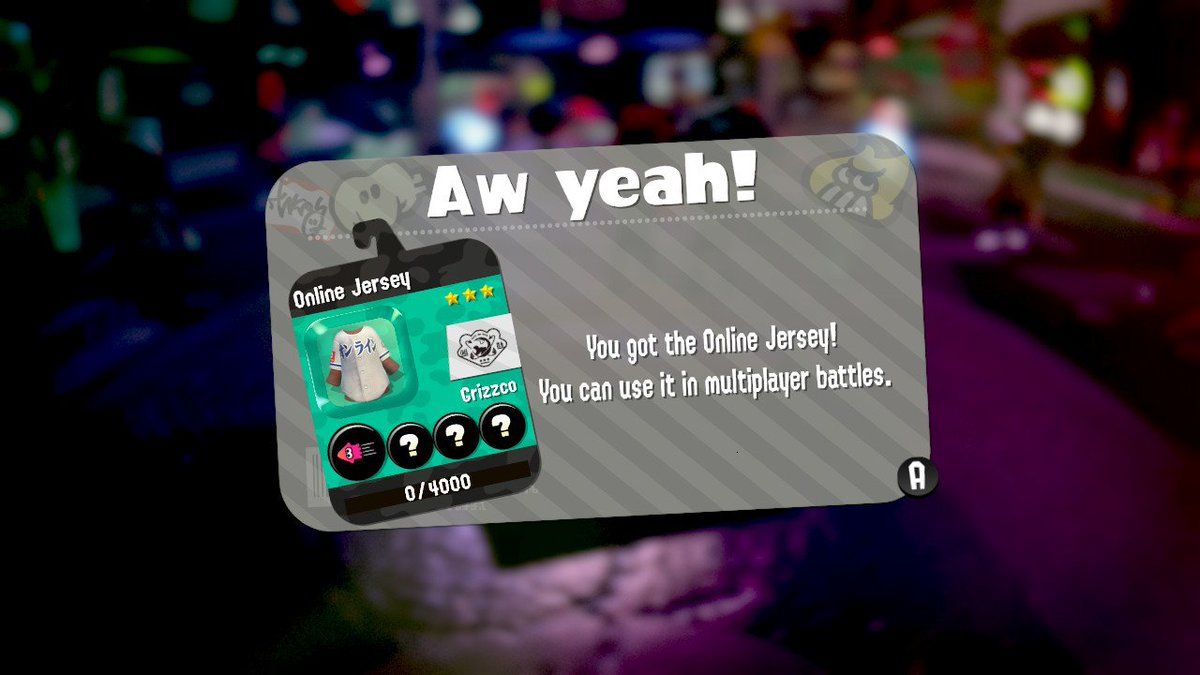 Aw yeah!
Online Jersey
オンライン
Grizzco
3
?
?
?
0/4000
You got the Online Jersey!
You can use it in multiplayer battles.
A